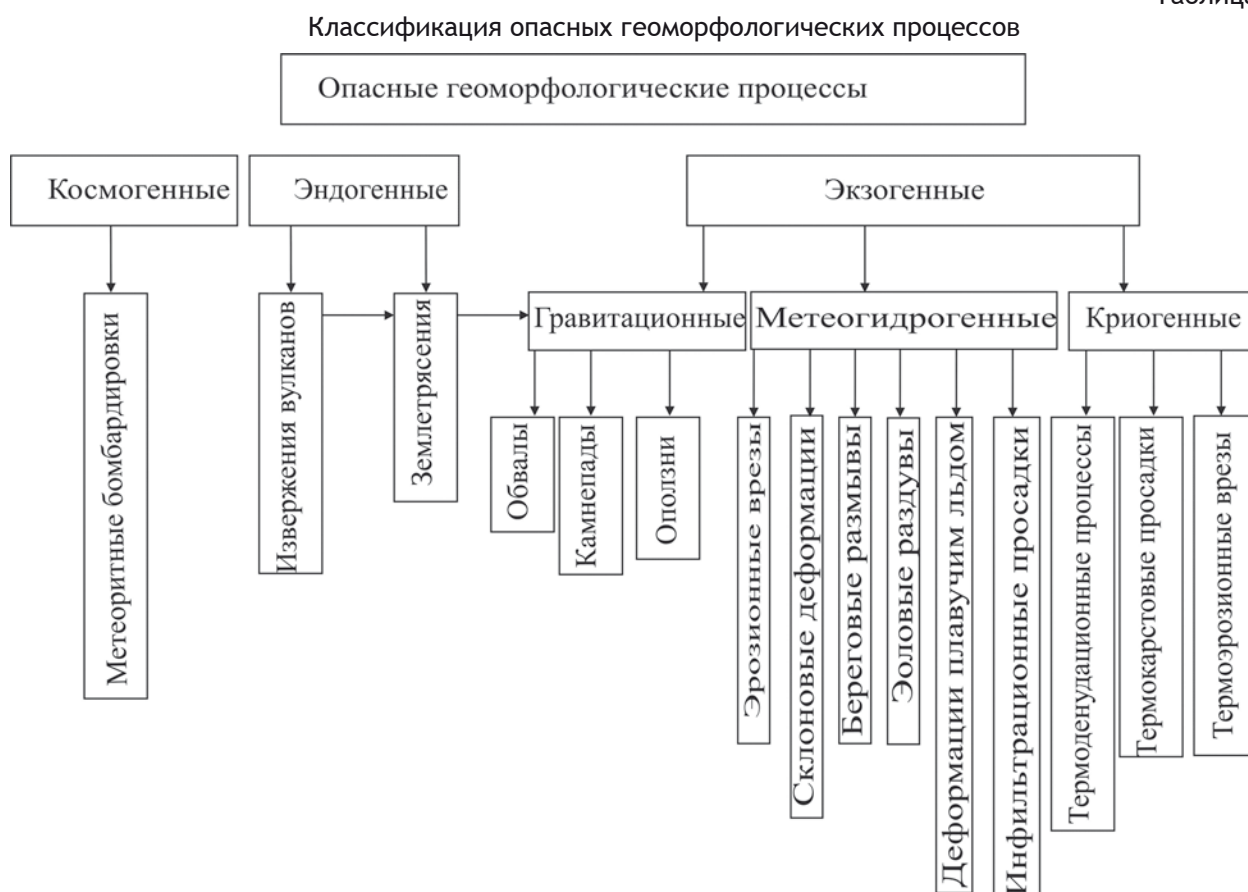 Классификация опасных геоморфологических процессов
Опасные геоморфологические процессы
Космогенные
Эндогенные
Экзогенные
Метеоритные бомбардировки
Извержения вулканов
Землетрясения
Гравитационные
Метеогидрогенные
Криогенные
Обвалы
Камнепады
Оползни
Эрозионные врезы
Склоновые деформации
Береговые размывы
Эоловые раздувы
Деформации плавучим льдом
Инфильтрационные просадки
Термоденудационные процессы
Термокарстовые просадки
Термоэрозионные врезы